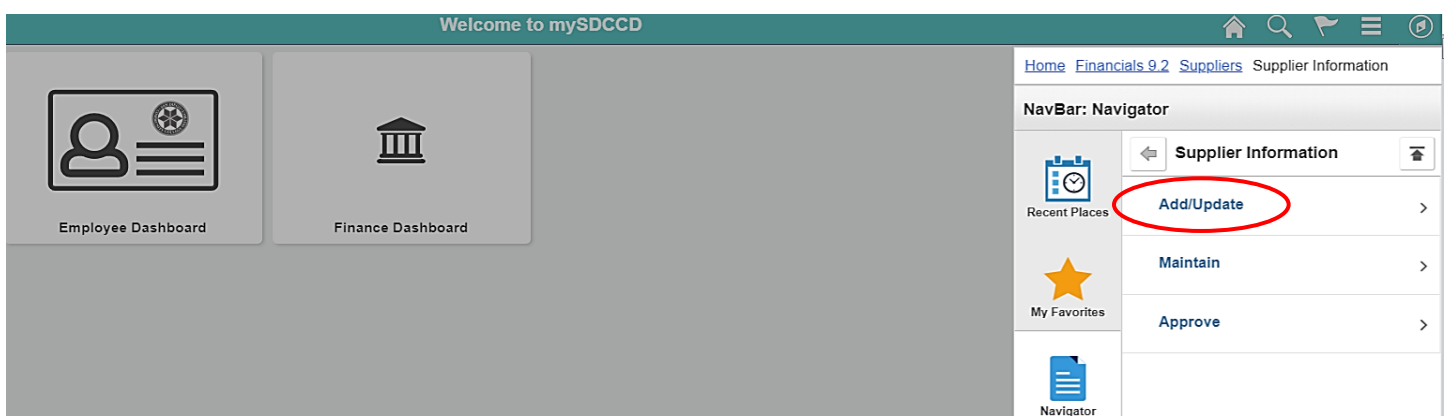 Welcome to mySDCCD
Home Financials 9.2 Suppliers Supplier Information
NavBar: Navigator
Supplier Information
Recent Places
Add/Update
Employee Dashboard
Finance Dashboard
Maintain
My Favorites
Approve
Navigator